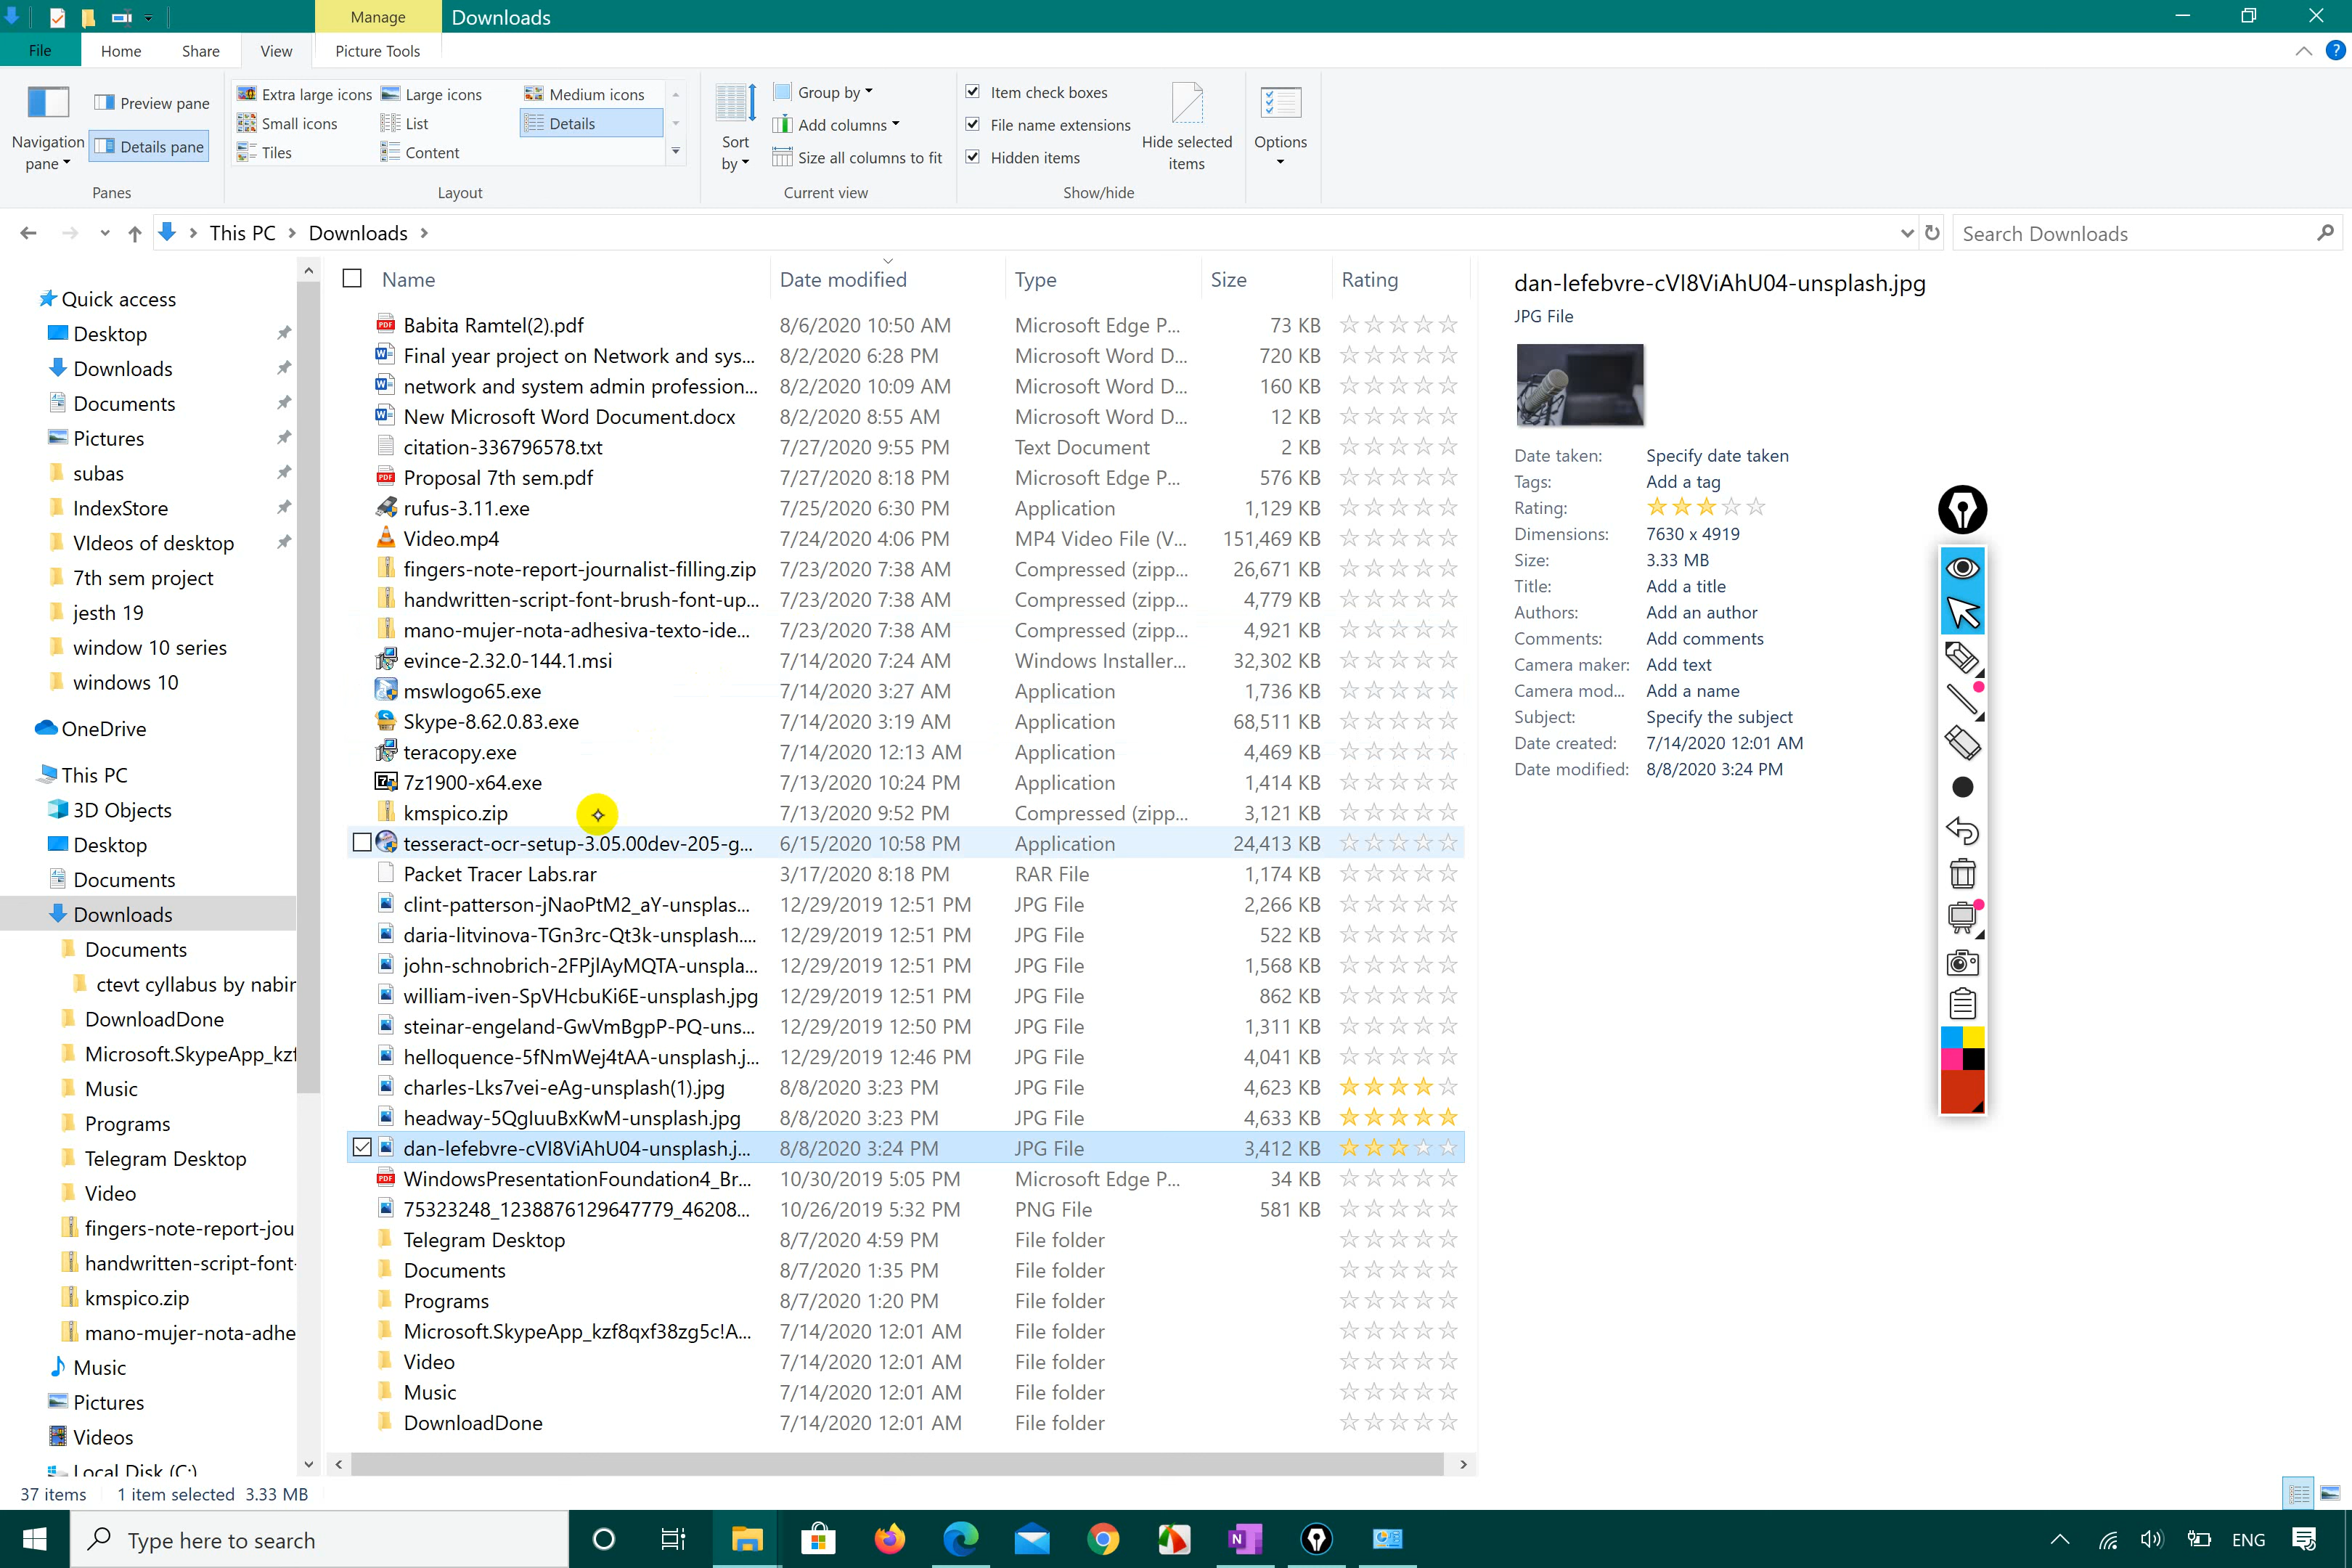 Manage Downloads
File Home Share View Picture Tools
Navigation pane
Preview pane
Details pane
Panes
Extra large icons Large icons Medium icons
Small icons List Details
Tiles Content
Layout
Sort by
Group by
Add columns
Size all columns to fit
Current view
Item check boxes
File name extensions
Hidden items
Hide selected items
Show/hide
Options
This PC Downloads
Search Downloads
Quick access
Desktop
Downloads
Documents
Pictures
subas
IndexStore
VIdeos of desktop
7th sem project
jesth 19
window 10 series
windows 10
OneDrive
This PC
3D Objects
Desktop
Documents
Downloads
Documents
ctevt cyllabus by nabir
DownloadDone
Microsoft.SkypeApp_kzf
Music
Programs
Telegram Desktop
Video
fingers-note-report-jou
handwritten-script-font-
kmspico.zip
mano-mujer-nota-adhe
Music
Pictures
Videos
Local Disk (C:)
Name Date modified Type Size Rating
Babita Ramtel(2).pdf 8/6/2020 10:50 AM Microsoft Edge P... 73 KB
Final year project on Network and sys... 8/2/2020 6:28 PM Microsoft Word D... 720 KB
network and system admin profession... 8/2/2020 10:09 AM Microsoft Word D... 160 KB
New Microsoft Word Document.docx 8/2/2020 8:55 AM Microsoft Word D... 12 KB
citation-336796578.txt 7/27/2020 9:55 PM Text Document 2 KB
Proposal 7th sem.pdf 7/27/2020 8:18 PM Microsoft Edge P... 576 KB
rufus-3.11.exe 7/25/2020 6:30 PM Application 1,129 KB
Video.mp4 7/24/2020 4:06 PM MP4 Video File (V... 151,469 KB
fingers-note-report-journalist-filling.zip 7/23/2020 7:38 AM Compressed (zipp... 26,671 KB
handwritten-script-font-brush-font-up... 7/23/2020 7:38 AM Compressed (zipp... 4,779 KB
mano-mujer-nota-adhesiva-texto-ide... 7/23/2020 7:38 AM Compressed (zipp... 4,921 KB
evince-2.32.0-144.1.msi 7/14/2020 7:24 AM Windows Installer... 32,302 KB
mswlogo65.exe 7/14/2020 3:27 AM Application 1,736 KB
Skype-8.62.0.83.exe 7/14/2020 3:19 AM Application 68,511 KB
teracopy.exe 7/14/2020 12:13 AM Application 4,469 KB
7z1900-x64.exe 7/13/2020 10:24 PM Application 1,414 KB
kmspico.zip 7/13/2020 9:52 PM Compressed (zipp... 3,121 KB
tesseract-ocr-setup-3.05.00dev-205-g... 6/15/2020 10:58 PM Application 24,413 KB
Packet Tracer Labs.rar 3/17/2020 8:18 PM RAR File 1,174 KB
clint-patterson-jNaoPtM2_aY-unsplas... 12/29/2019 12:51 PM JPG File 2,266 KB
daria-litvinova-TGn3rc-Qt3k-unsplash.... 12/29/2019 12:51 PM JPG File 522 KB
john-schnobrich-2FPjlAyMQTA-unspla... 12/29/2019 12:51 PM JPG File 1,568 KB
william-iven-SpVHcbuKi6E-unsplash.jpg 12/29/2019 12:51 PM JPG File 862 KB
steinar-engeland-GwVmBgpP-PQ-uns... 12/29/2019 12:50 PM JPG File 1,311 KB
helloquence-5fNmWej4tAA-unsplash.j... 12/29/2019 12:46 PM JPG File 4,041 KB
charles-Lks7vei-eAg-unsplash(1).jpg 8/8/2020 3:23 PM JPG File 4,623 KB
headway-5QgIuuBxKwM-unsplash.jpg 8/8/2020 3:23 PM JPG File 4,633 KB
dan-lefebvre-cVI8ViAhU04-unsplash.j... 8/8/2020 3:24 PM JPG File 3,412 KB
WindowsPresentationFoundation4_Br... 10/30/2019 5:05 PM Microsoft Edge P... 34 KB
75323248_1238876129647779_46208... 10/26/2019 5:32 PM PNG File 581 KB
Telegram Desktop 8/7/2020 4:59 PM File folder
Documents 8/7/2020 1:35 PM File folder
Programs 8/7/2020 1:20 PM File folder
Microsoft.SkypeApp_kzf8qxf38zg5c!A... 7/14/2020 12:01 AM File folder
Video 7/14/2020 12:01 AM File folder
Music 7/14/2020 12:01 AM File folder
DownloadDone 7/14/2020 12:01 AM File folder
dan-lefebvre-cVI8ViAhU04-unsplash.jpg
JPG File
Date taken: Specify date taken
Tags: Add a tag
Rating:
Dimensions: 7630 x 4919
Size: 3.33 MB
Title: Add a title
Authors: Add an author
Comments: Add comments
Camera maker: Add text
Camera mod... Add a name
Subject: Specify the subject
Date created: 7/14/2020 12:01 AM
Date modified: 8/8/2020 3:24 PM
37 items 1 item selected 3.33 MB
Type here to search
ENG